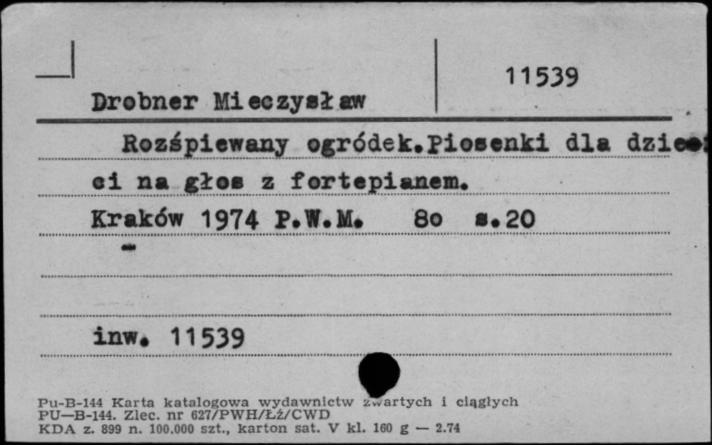 11539
Drobner Mieczysław
Rozśpiewany ogródek.Piosenki dla dzie
ci na głos z fortepianem.
Kraków 1974 P.W.M. 8o s.20
inw. 11539
Pu-B-144 Karta katalogowa wydawnictw zwartych i ciągłych
PU—B-144. Zlec. nr 627/PWH/Łź/CWD
KDA z. 899 n. 100.000 szt., karton sat. V kl. 160 g — 2.74